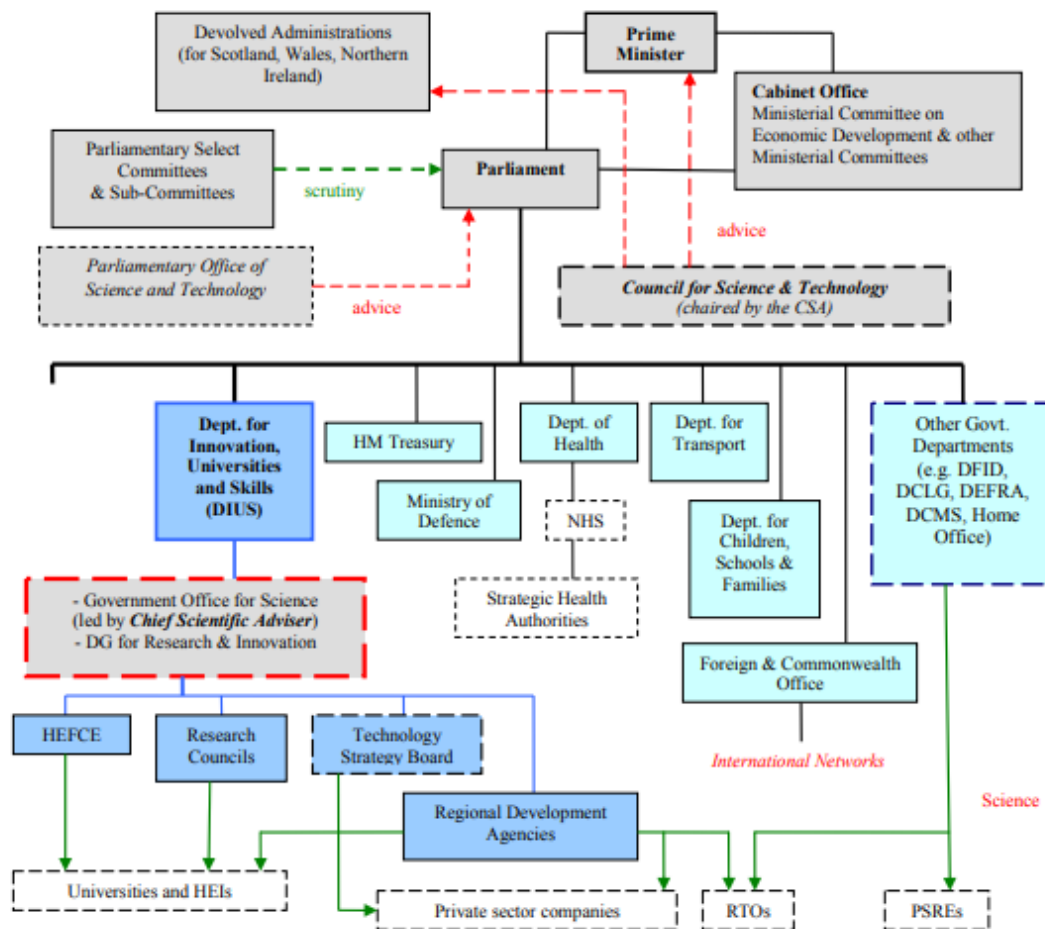 Devolved Administrations
(for Scotland, Wales, Northern
Ireland)
Prime
Minister
Cabinet Office
Ministerial Committee on
Economic Development & other
Ministerial Committees
Parliamentary Select
Committees
& Sub-Committees
scrutiny
Parliament
advice
Parliamentary Office of
Science and Technology
advice
Council for Science & Technology
(chaired by the CSA)
Dept. for
Innovation,
Universities
and Skills
(DIUS)
HM Treasury
Ministry of
Defence
Dept. of
Health
NHS
Strategic Health
Authorities
Dept. for
Transport
Dept. for
Children,
Schools &
Families
Other Govt.
Departments
(e.g. DFID,
DCLG, DEFRA,
DCMS, Home
Office)
- Government Office for Science
(led by Chief Scientific Adviser)
- DG for Research & Innovation
Foreign & Commonwealth
Office
HEFCE
Research
Councils
Technology
Strategy Board
International Networks
Regional Development
Agencies
Science
Universities and HEIs
Private sector companies
RTOs
PSREs